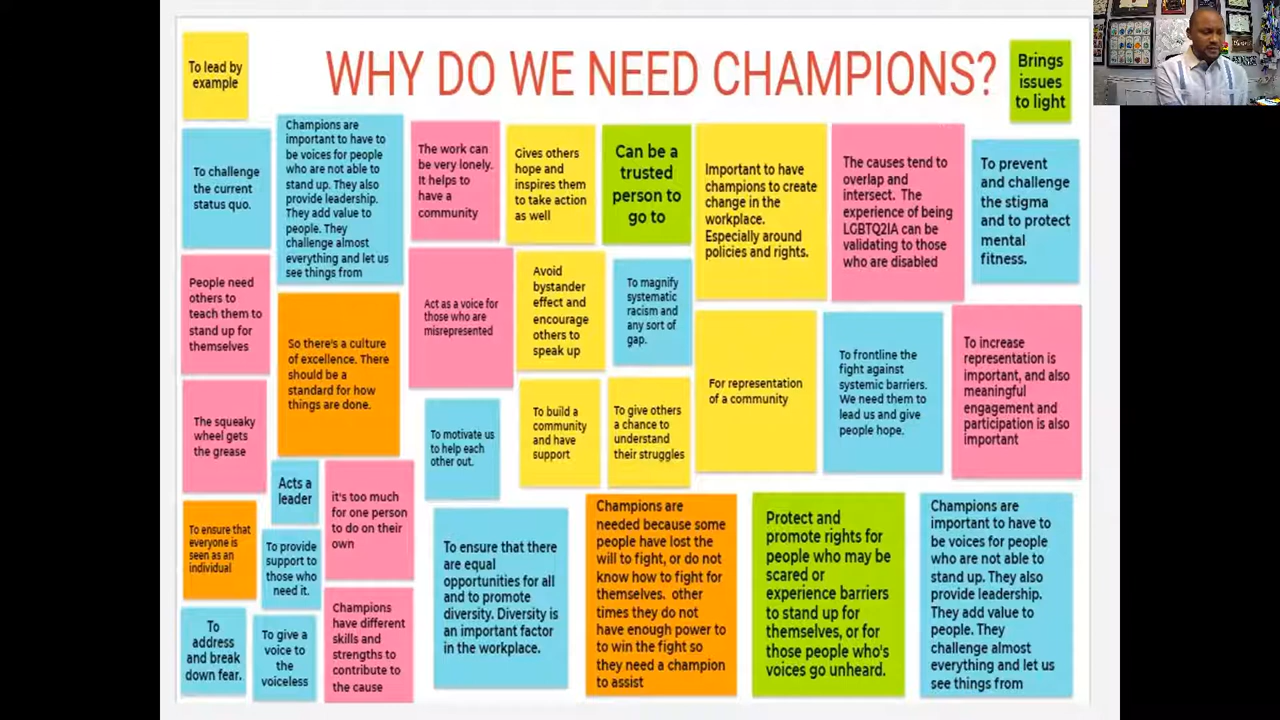 WHY DO WE NEED CHAMPIONS?
To lead by
example
Brings
issues
to light
To challenge
the current
status quo.
Champions are
important to have to
be voices for people
who are not able to
stand up. They also
provide leadership.
They add value to
people. They
challenge almost
everything and let us
see things from
The work can
be very lonely.
It helps to
have a
community
Gives others
hope and
inspires them
to take action
as well
Can be a
trusted
person to
go to
Important to have
champions to create
change in the
workplace.
Especially around
policies and rights.
The causes tend to
overlap and
intersect. The
experience of being
LGBTQ2IA can be
validating to those
who are disabled
To prevent
and challenge
the stigma
and to protect
mental
fitness.
People need
others to
teach them to
stand up for
themselves
So there's a culture
of excellence. There
should be a
standard for how
things are done.
Act as a voice for
those who are
misrepresented
Avoid
bystander
effect and
encourage
others to
speak up
To magnify
systematic
racism and
any sort of
gap.
For representation
of a community
To frontline the
fight against
systemic barriers.
We need them to
lead us and give
people hope.
To increase
representation is
important, and also
meaningful
engagement and
participation is also
important
The squeaky
wheel gets
the grease
To motivate us
to help each
other out.
To build a
community
and have
support
To give others
a chance to
understand
their struggles
Acts a
leader
it's too much
for one person
to do on their
own
To ensure that
everyone is
seen as an
individual
To provide
support to
those who
need it.
To ensure that there
are equal
opportunities for all
and to promote
diversity. Diversity is
an important factor
in the workplace.
Champions are
needed because some
people have lost the
will to fight, or do not
know how to fight for
themselves. other
times they do not
have enough power to
to win the fight so
they need a champion
to assist
Protect and
promote rights for
people who may be
scared or
experience barriers
to stand up for
themselves, or for
those people who's
voices go unheard.
Champions are
important to have to
be voices for people
who are not able to
stand up. They also
provide leadership.
They add value to
people. They
challenge almost
everything and let us
see things from
To
address
and break
down fear.
To give a
voice to
the
voiceless
Champions
have different
skills and
strengths to
contribute to
the cause